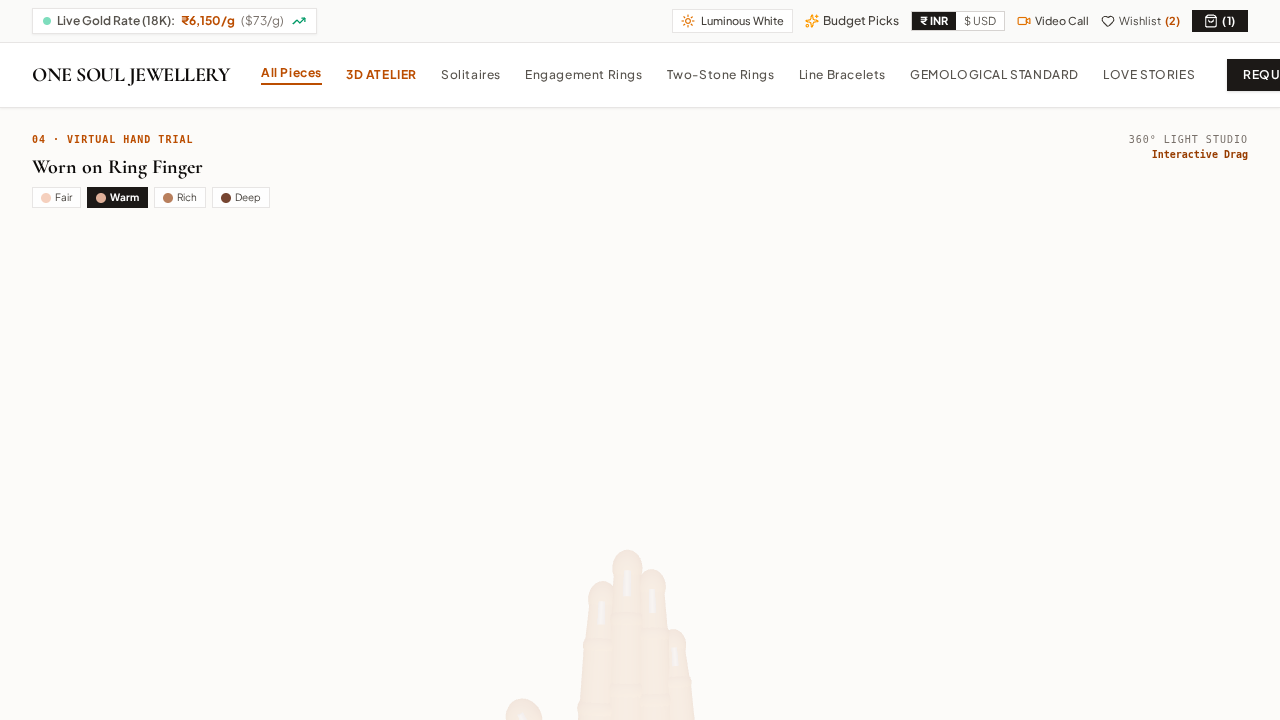 Live Gold Rate (18K): ₹6,150/g ($73/g)
Luminous White
Budget Picks
₹ INR
$ USD
Video Call
Wishlist (2)
(1)
ONE SOUL JEWELLERY
All Pieces
3D ATELIER
Solitaires
Engagement Rings
Two-Stone Rings
Line Bracelets
GEMOLOGICAL STANDARD
LOVE STORIES
REQU
04 · VIRTUAL HAND TRIAL
360° LIGHT STUDIO
Interactive Drag
Worn on Ring Finger
Fair
Warm
Rich
Deep